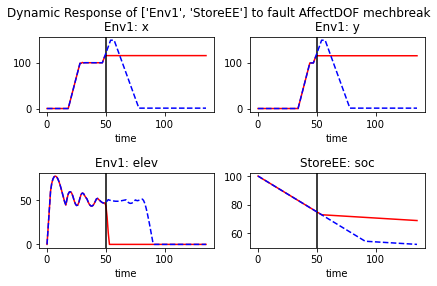 Dynamic Response of ['Env1', 'StoreEE'] to fault AffectDOF mechbreak
Env1: x
Env1: y
100
0
0
50
100
time
100
0
0
50
100
time
Env1: elev
StoreEE: soc
50
0
0
50
100
time
100
80
60
0
50
100
time